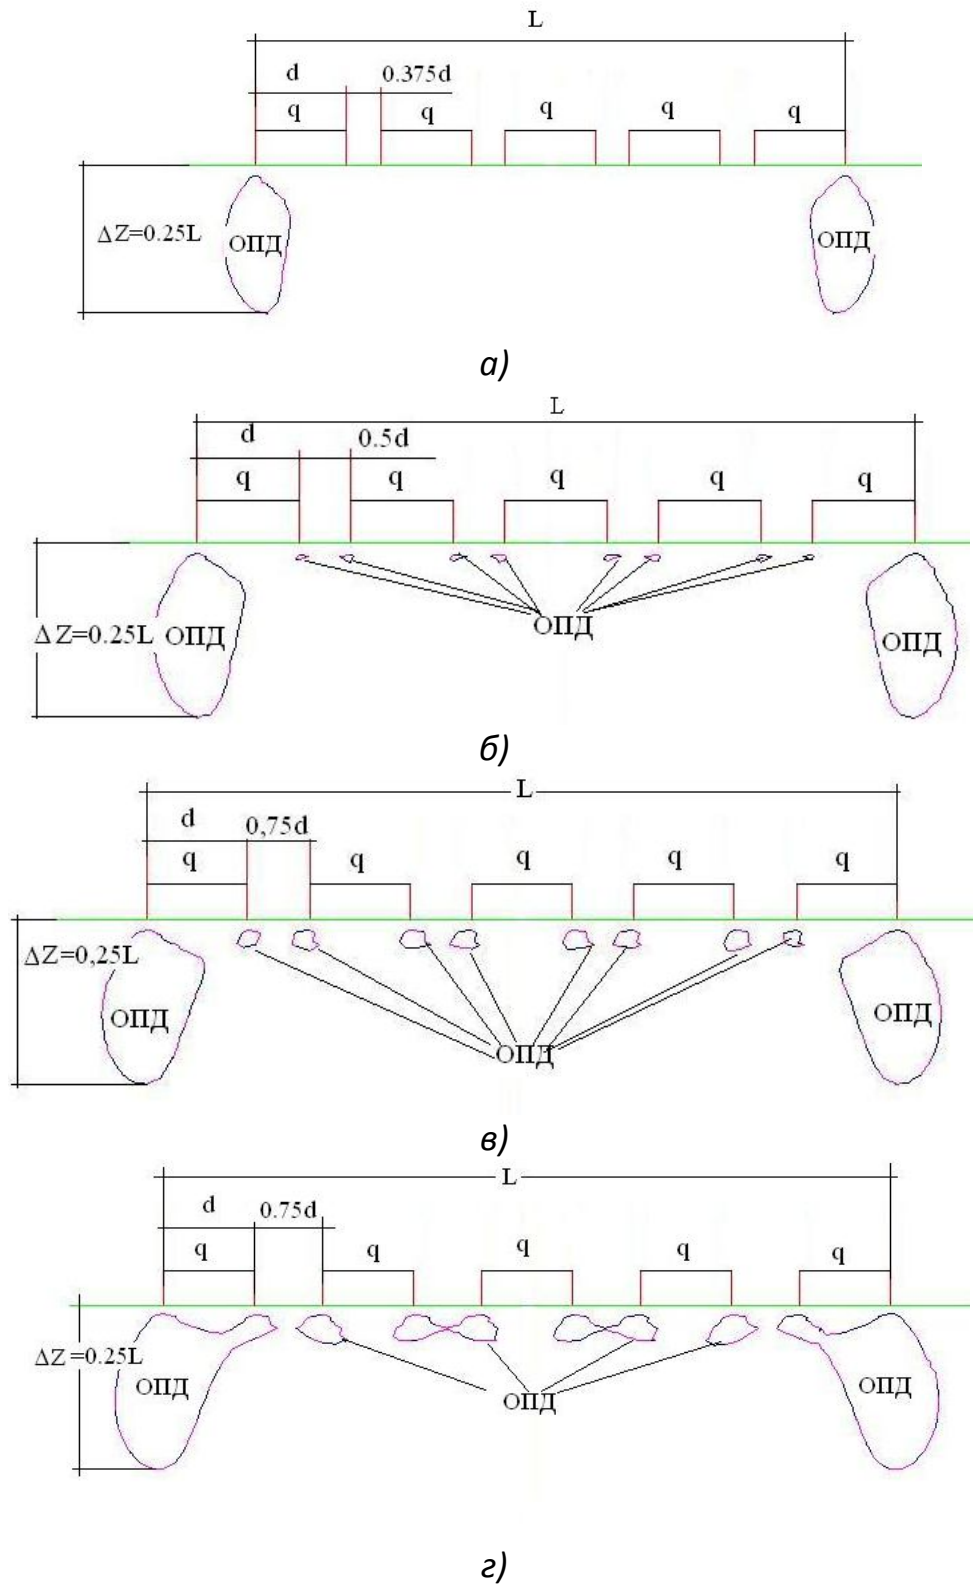 L
d 0.375d
q q q q q
ΔZ=0.25L ОПД ОПД
а)
L
d 0.5d
q q q q q
ΔZ=0.25L ОПД ОПД
ОПД
б)
L
d 0,75d
q q q q q
ΔZ=0,25L
ОПД ОПД
ОПД
в)
L
d 0.75d
q q q q q
ΔZ=0.25L
ОПД ОПД
ОПД
г)